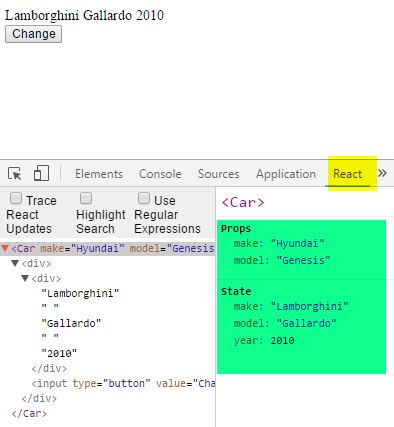 Lamborghini Gallardo 2010
Change
Elements Console Sources Application React »
Trace React Updates
Highlight Search
Use Regular Expressions
<Car make="Hyundai" model="Genesis
<div>
<div>
"Lamborghini"
" "
"Gallardo"
" "
"2010"
</div>
<input type="button" value="Cha
</div>
</Car>
<Car>
Props
make: "Hyundai"
model: "Genesis"
State
make: "Lamborghini"
model: "Gallardo"
year: 2010